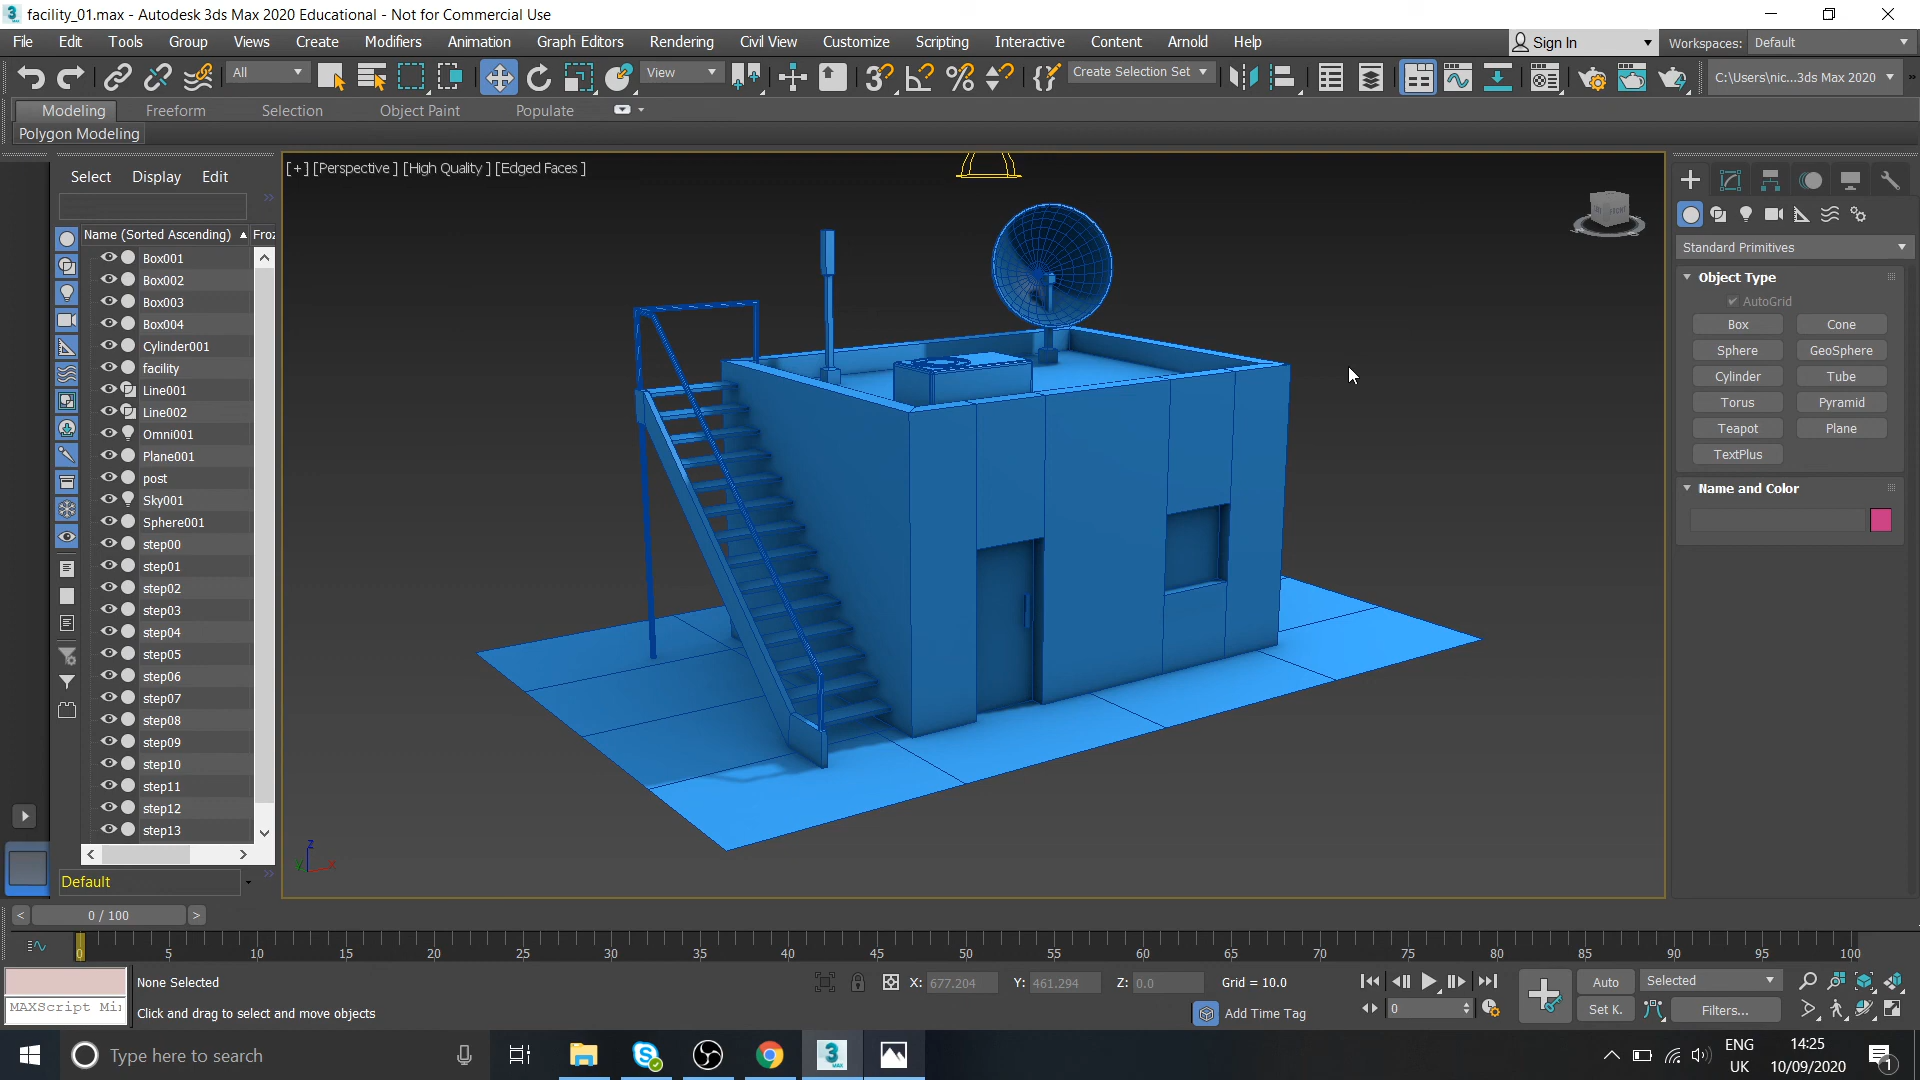 facility_01.max - Autodesk 3ds Max 2020 Educational - Not for Commercial Use
File Edit Tools Group Views Create Modifiers Animation Graph Editors Rendering Civil View Customize Scripting Interactive Content Arnold Help Sign In Workspaces: Default
All View Create Selection Set C:\Users\nic...3ds Max 2020
Modeling Freeform Selection Object Paint Populate
Polygon Modeling
Select Display Edit
[+] [Perspective ] [High Quality ] [Edged Faces ]
Name (Sorted Ascending) Froz
Box001
Box002
Box003
Box004
Cylinder001
facility
Line001
Line002
Omni001
Plane001
post
Sky001
Sphere001
step00
step01
step02
step03
step04
step05
step06
step07
step08
step09
step10
step11
step12
step13
Default
Standard Primitives
Object Type
AutoGrid
Box Cone
Sphere GeoSphere
Cylinder Tube
Torus Pyramid
Teapot Plane
TextPlus
Name and Color
z
y x
0 / 100
0 5 10 15 20 25 30 35 40 45 50 55 60 65 70 75 80 85 90 95 100
None Selected X: 677.204 Y: 461.294 Z: 0.0 Grid = 10.0 Auto Selected
MAXScript Mi Click and drag to select and move objects Add Time Tag 0 Set K. Filters...
Type here to search
ENG
UK
14:25
10/09/2020
1